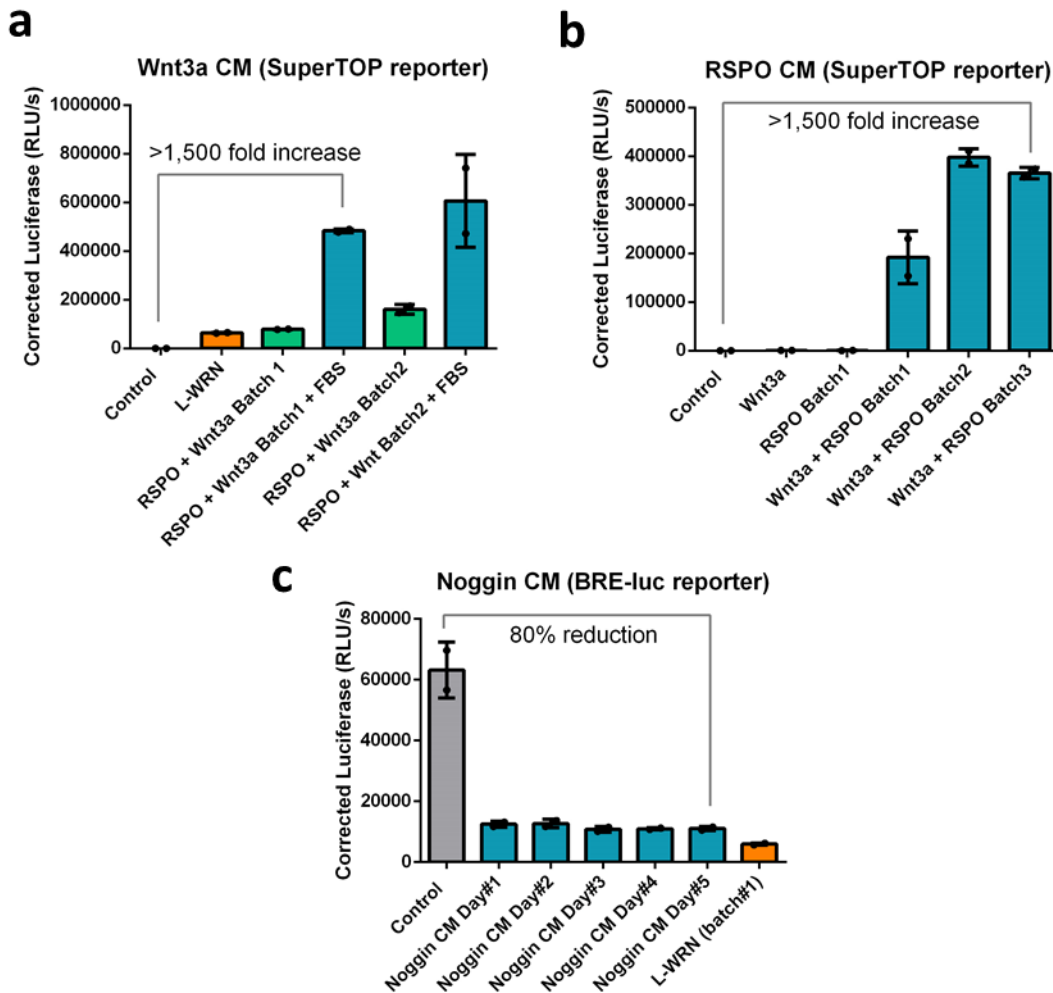 a
Wnt3a CM (SuperTOP reporter)
Corrected Luciferase (RLU/s)
1000000
800000
600000
400000
200000
0
>1,500 fold increase
Control
L-WRN
RSPO + Wnt3a Batch 1
RSPO + Wnt3a Batch1 + FBS
RSPO + Wnt3a Batch2
RSPO + Wnt Batch2 + FBS
b
RSPO CM (SuperTOP reporter)
Corrected Luciferase (RLU/s)
500000
400000
300000
200000
100000
0
>1,500 fold increase
Control
Wnt3a
RSPO Batch1
Wnt3a + RSPO Batch1
Wnt3a + RSPO Batch2
Wnt3a + RSPO Batch3
c
Noggin CM (BRE-luc reporter)
Corrected Luciferase (RLU/s)
80000
60000
40000
20000
0
80% reduction
Control
Noggin CM Day#1
Noggin CM Day#2
Noggin CM Day#3
Noggin CM Day#4
Noggin CM Day#5
L-WRN (batch#1)